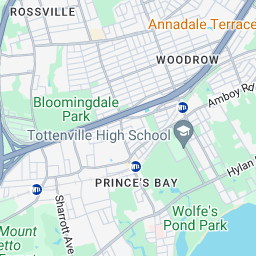 ROSSVILLE
Annadale Terrace
WOODROW
Bloomingdale
Park
Amboy Rd
Tottenville High School
Hylan
PRINCE'S BAY
Sharrott Ave
Wolfe's
Pond Park
Mount
etto